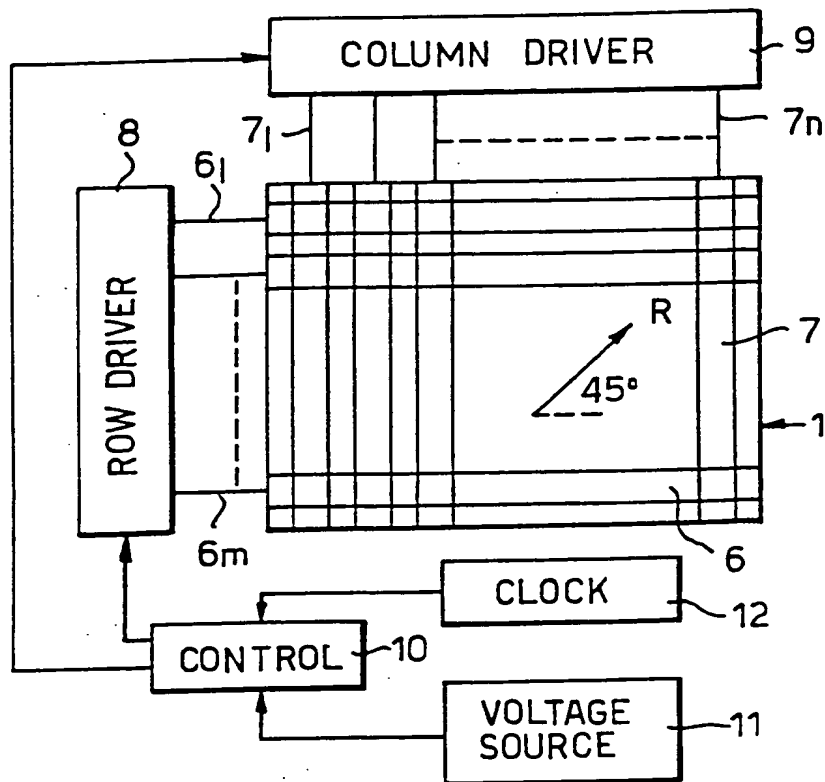 COLUMN DRIVER
9
7₁
7n
8
6₁
ROW DRIVER
R
45°
7
1
6m
6
CLOCK
12
CONTROL
10
VOLTAGE
SOURCE
11